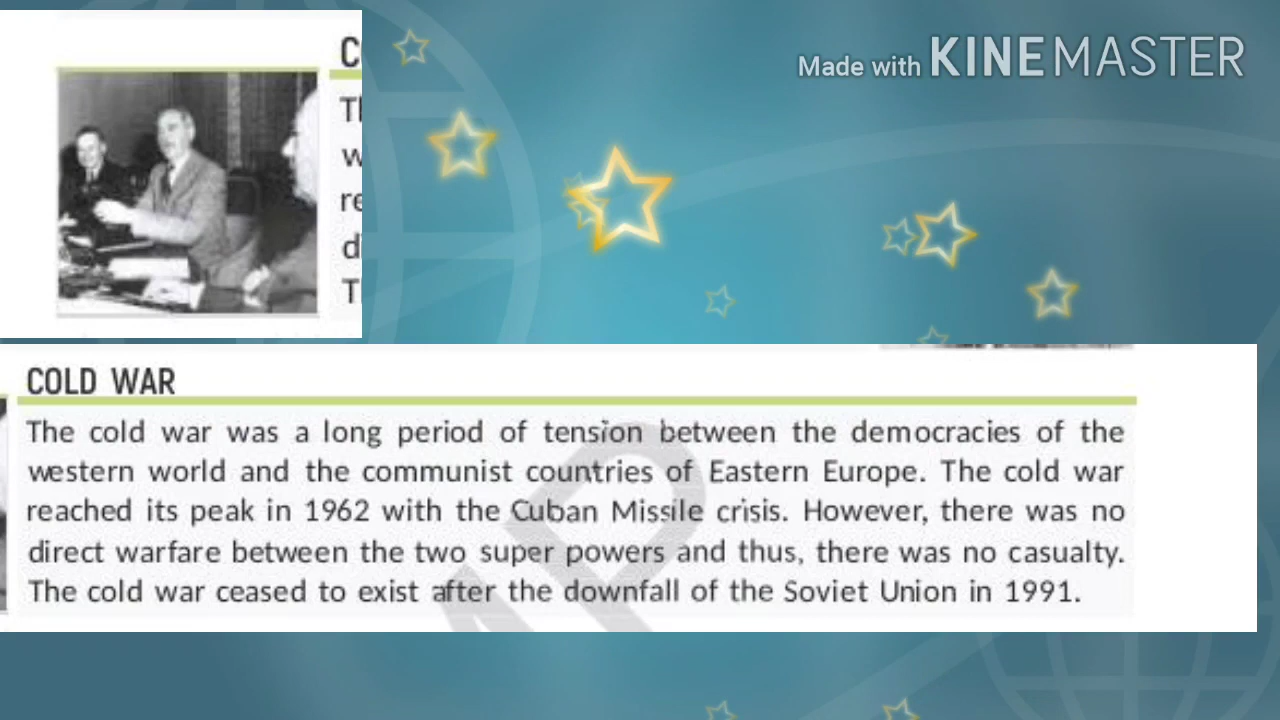 Made with KINEMASTER
C
Th
w
re
d
T
COLD WAR
The cold war was a long period of tension between the democracies of the
western world and the communist countries of Eastern Europe. The cold war
reached its peak in 1962 with the Cuban Missile crisis. However, there was no
direct warfare between the two super powers and thus, there was no casualty.
The cold war ceased to exist after the downfall of the Soviet Union in 1991.